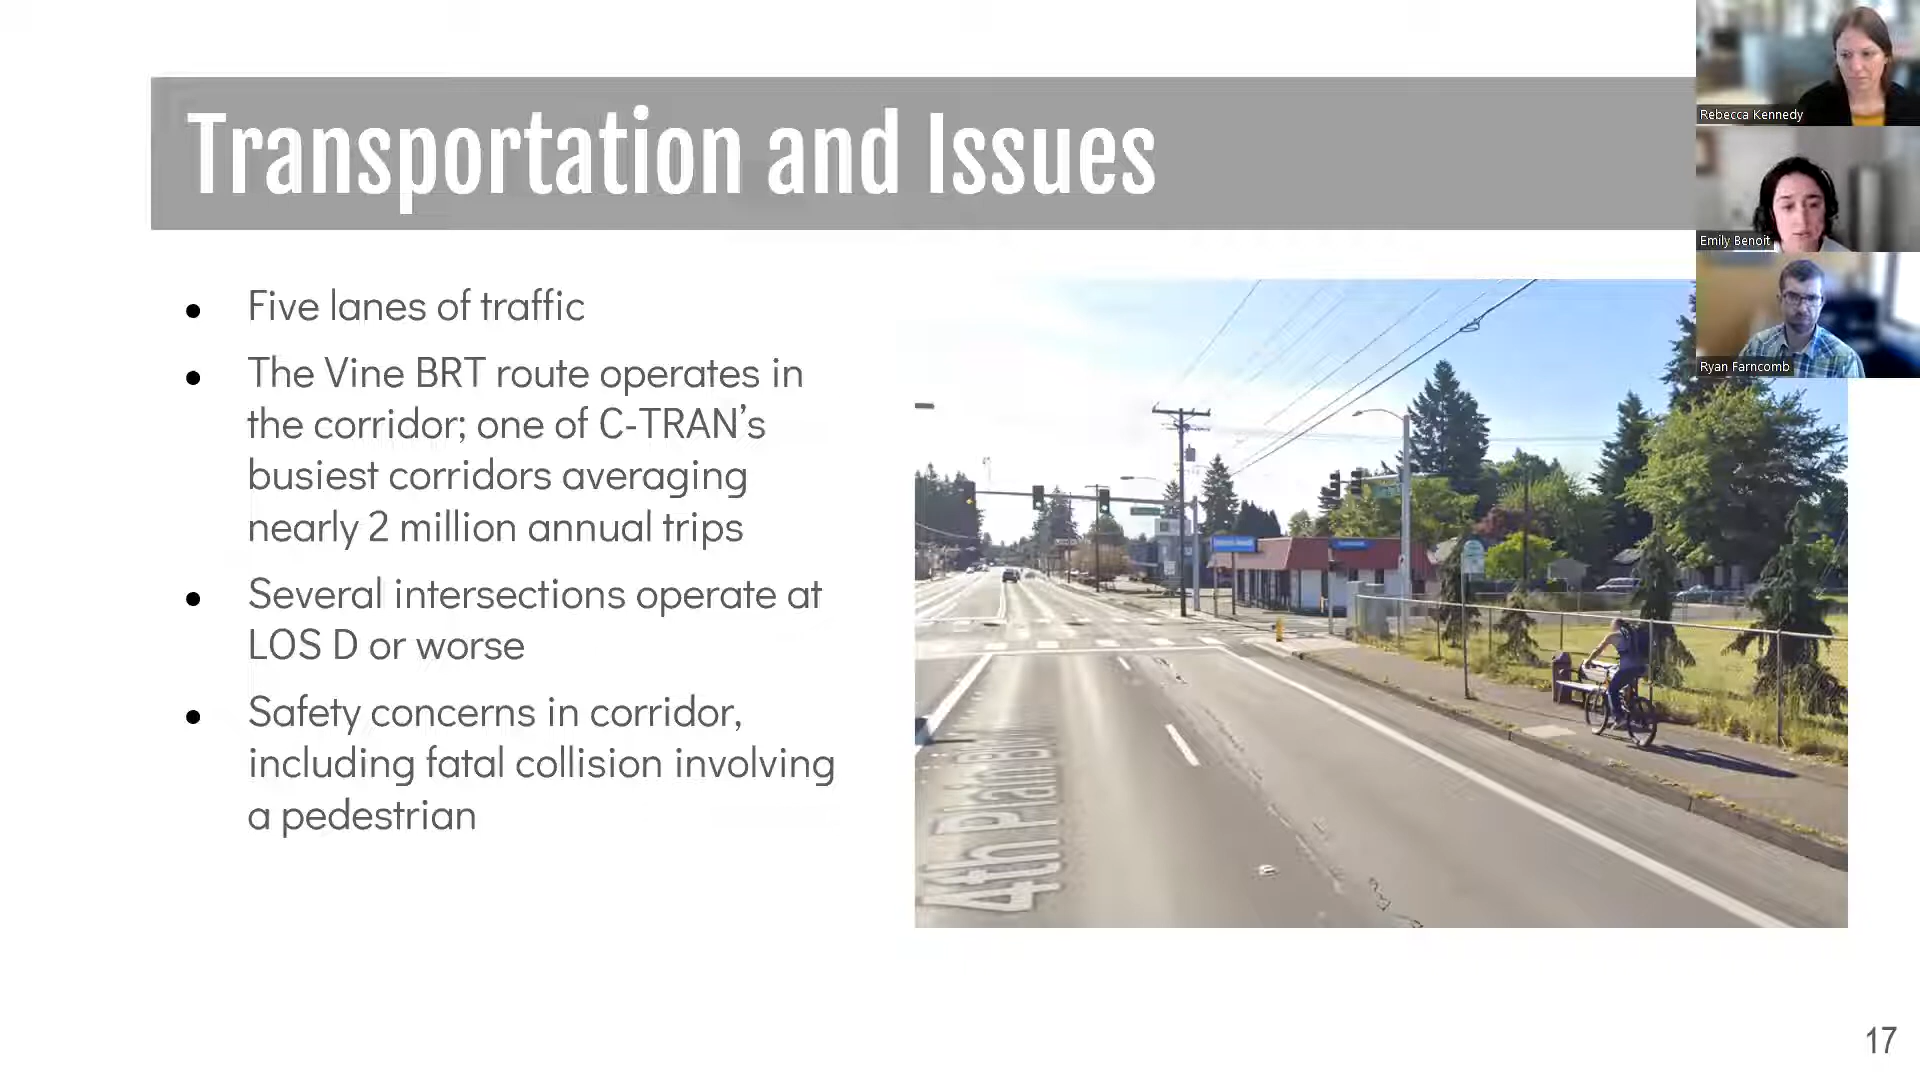 Transportation and Issues
Rebecca Kennedy
Emily Benoit
Ryan Farncomb
● Five lanes of traffic
● The Vine BRT route operates in
the corridor; one of C-TRAN’s
busiest corridors averaging
nearly 2 million annual trips
● Several intersections operate at
LOS D or worse
● Safety concerns in corridor,
including fatal collision involving
a pedestrian
4th Plain Blvd
17